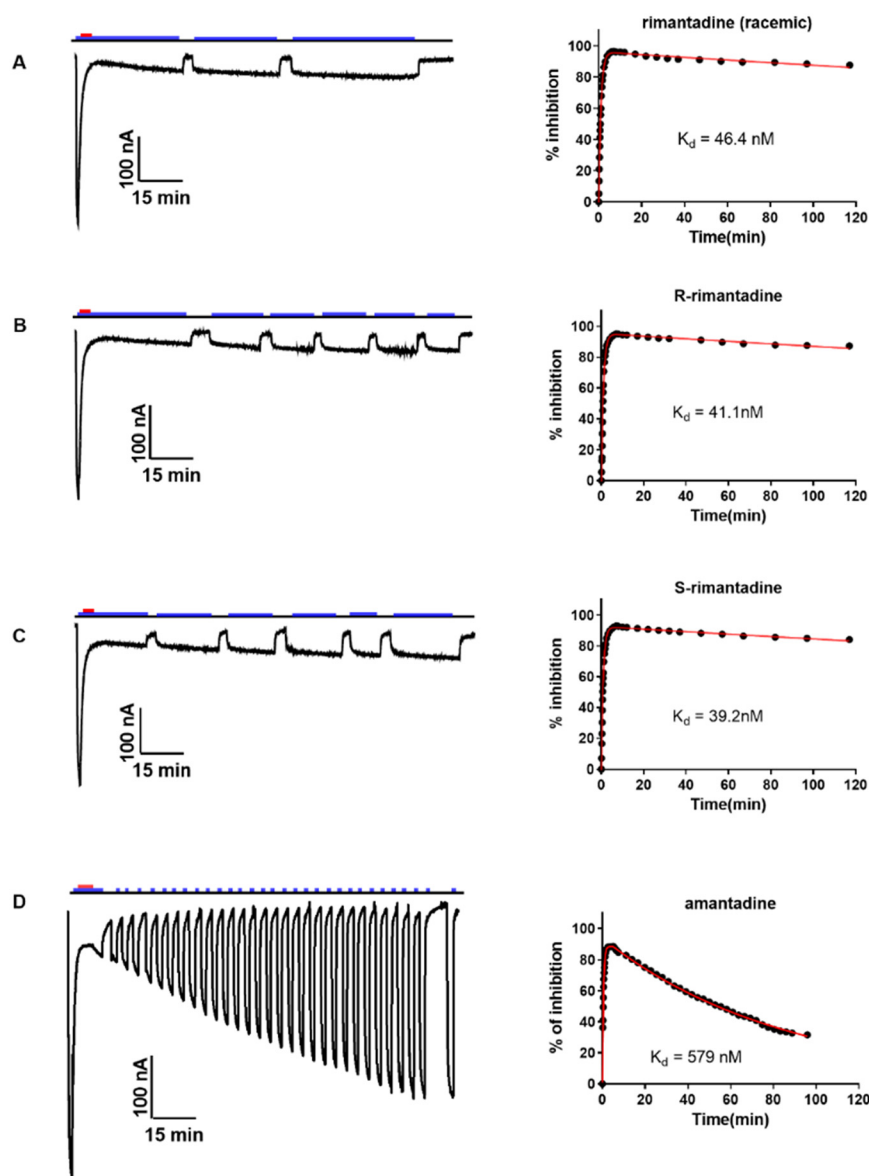 rimantadine (racemic)
A
100 nA
15 min
% inhibition
100
80
60
40
20
0
K_d = 46.4 nM
0 20 40 60 80 100 120
Time(min)
R-rimantadine
B
100 nA
15 min
% inhibition
100
80
60
40
20
0
K_d = 41.1nM
0 20 40 60 80 100 120
Time(min)
S-rimantadine
C
100 nA
15 min
% inhibition
100
80
60
40
20
0
K_d = 39.2nM
0 20 40 60 80 100 120
Time(min)
D
amantadine
100 nA
15 min
% of inhibition
100
80
60
40
20
0
K_d = 579 nM
0 20 40 60 80 100 120
Time(min)